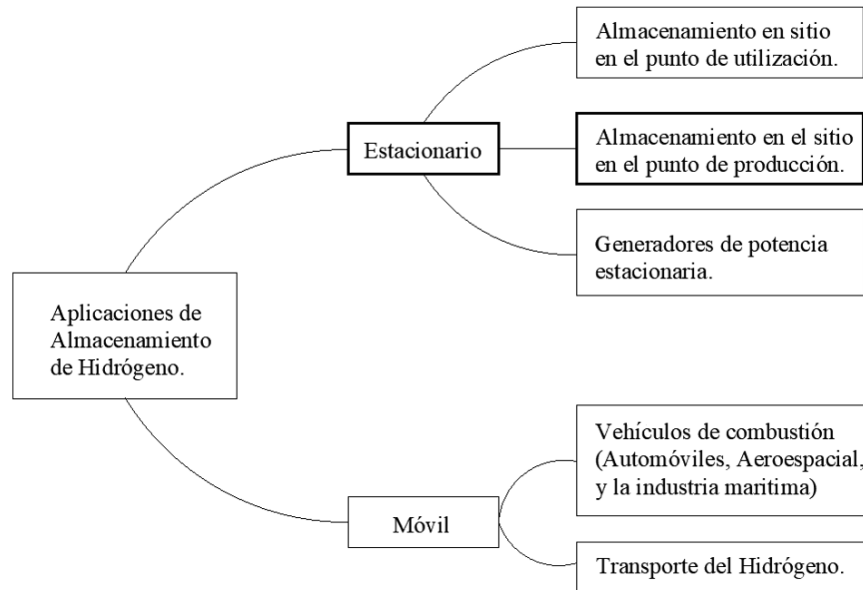 Almacenamiento en sitio
en el punto de utilización.
Estacionario
Almacenamiento en el sitio
en el punto de producción.
Generadores de potencia
estacionaria.
Aplicaciones de
Almacenamiento
de Hidrógeno.
Vehículos de combustión
(Automóviles, Aeroespacial,
y la industria maritima)
Móvil
Transporte del Hidrógeno.